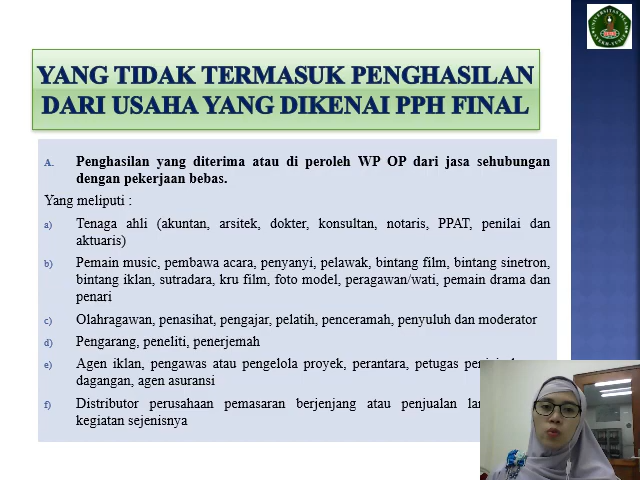 YANG TIDAK TERMASUK PENGHASILAN
DARI USAHA YANG DIKENAI PPH FINAL
A. Penghasilan yang diterima atau di peroleh WP OP dari jasa sehubungan
dengan pekerjaan bebas.
Yang meliputi :
a) Tenaga ahli (akuntan, arsitek, dokter, konsultan, notaris, PPAT, penilai dan
aktuaris)
b) Pemain music, pembawa acara, penyanyi, pelawak, bintang film, bintang sinetron,
bintang iklan, sutradara, kru film, foto model, peragawan/wati, pemain drama dan
penari
c) Olahragawan, penasihat, pengajar, pelatih, penceramah, penyuluh dan moderator
d) Pengarang, peneliti, penerjemah
e) Agen iklan, pengawas atau pengelola proyek, perantara, petugas
dagangan, agen asuransi
f) Distributor perusahaan pemasaran berjenjang atau penjualan
kegiatan sejenisnya